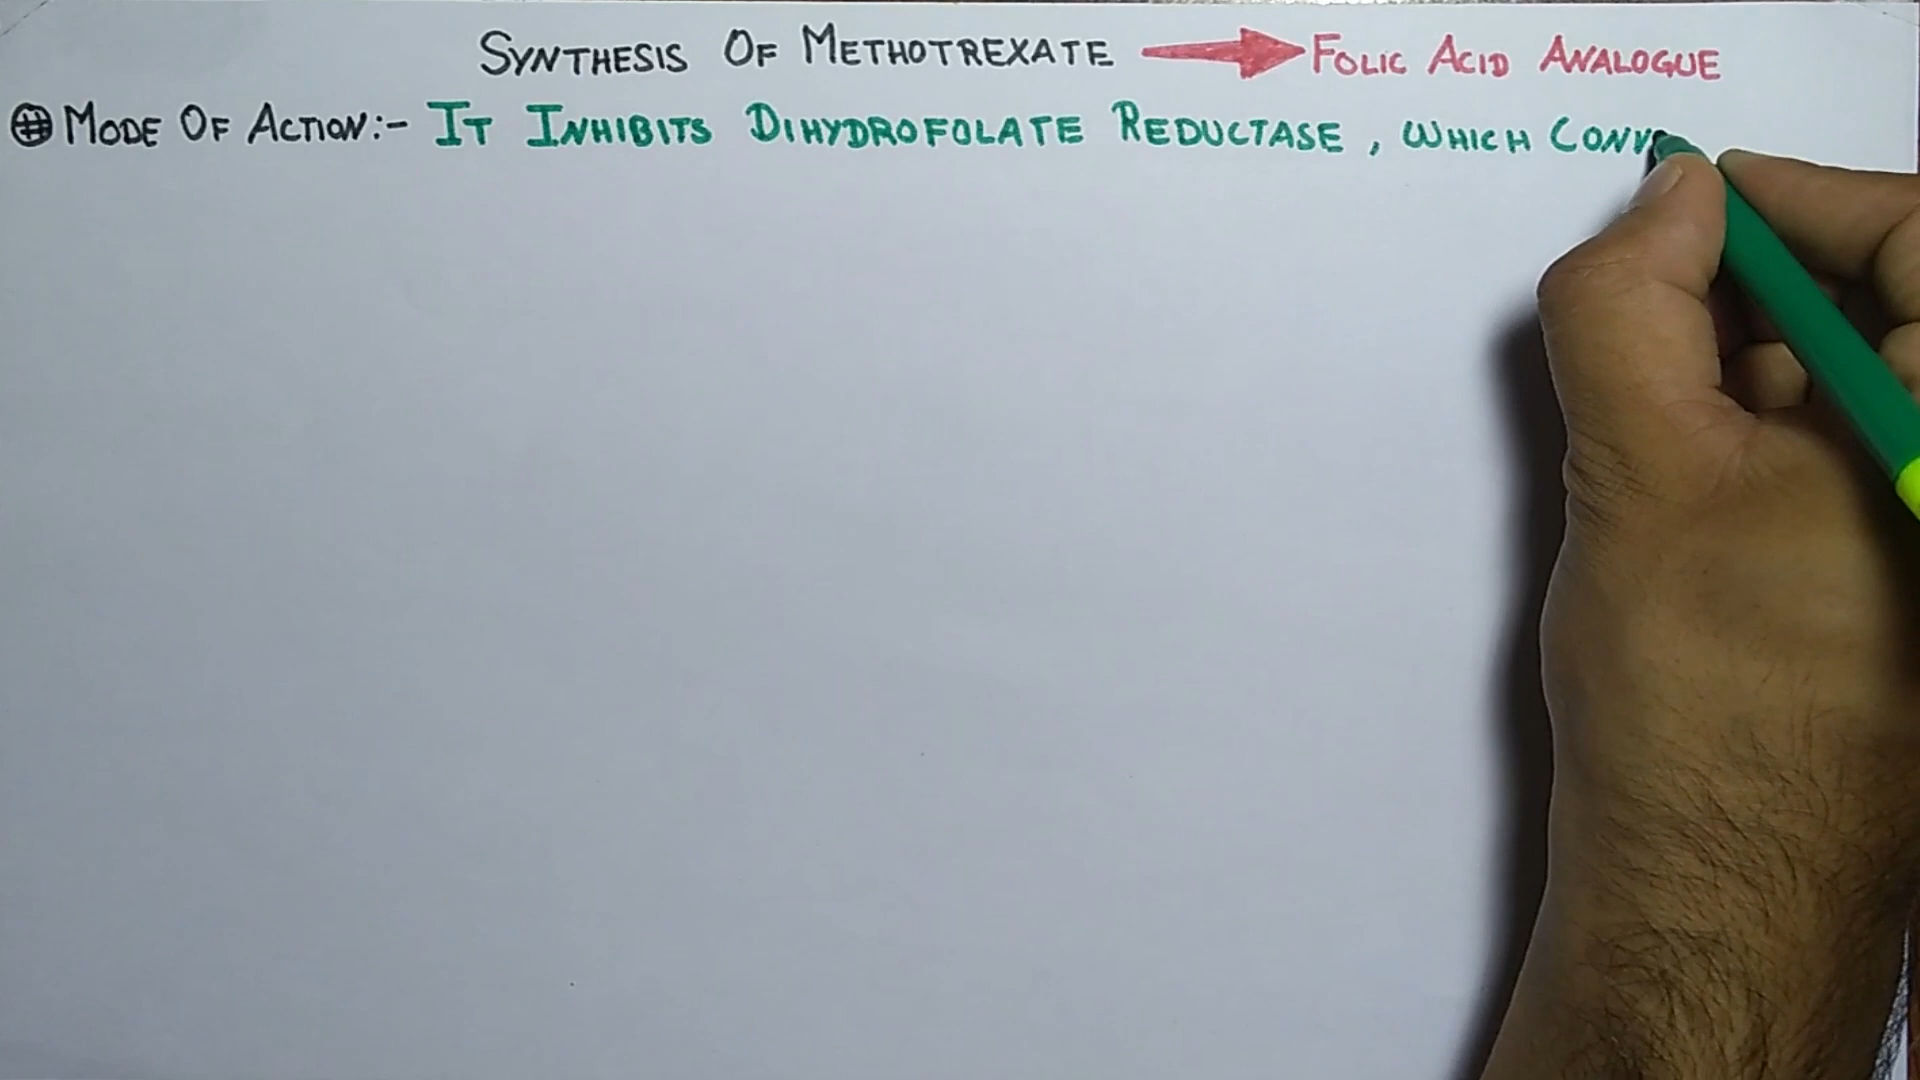 SYNTHESIS OF METHOTREXATE → FOLIC ACID ANALOGUE
MODE OF ACTION:- IT INHIBITS DIHYDROFOLATE REDUCTASE, WHICH CONV